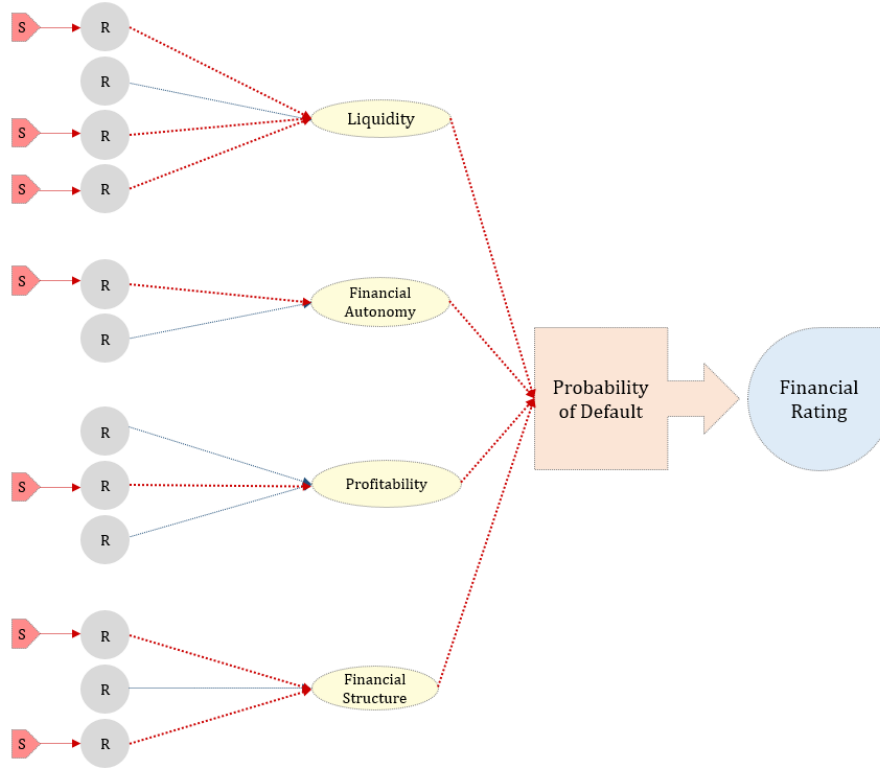 S R
R
S R
S R
Liquidity
S R
R
Financial
Autonomy
R
S R
R
Profitability
S R
R
S R
Financial
Structure
Probability
of Default
Financial
Rating